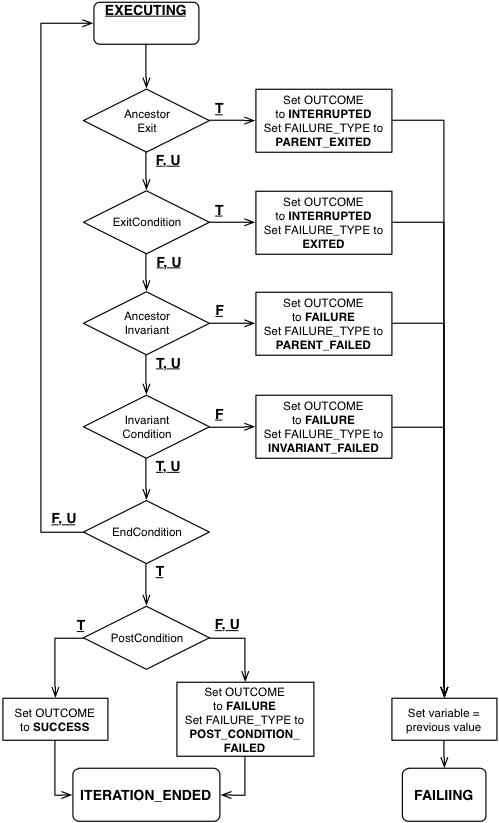 EXECUTING
Ancestor
Exit
T
Set OUTCOME
to INTERRUPTED
Set FAILURE_TYPE to
PARENT_EXITED
F, U
ExitCondition
T
Set OUTCOME
to INTERRUPTED
Set FAILURE_TYPE to
EXITED
F, U
Ancestor
Invariant
F
Set OUTCOME
to FAILURE
Set FAILURE_TYPE to
PARENT_FAILED
T, U
Invariant
Condition
F
Set OUTCOME
to FAILURE
Set FAILURE_TYPE to
INVARIANT_FAILED
T, U
F, U
EndCondition
T
T
PostCondition
F, U
Set OUTCOME
to SUCCESS
Set OUTCOME
to FAILURE
Set FAILURE_TYPE to
POST_CONDITION_
FAILED
Set variable =
previous value
ITERATION_ENDED
FAILIING